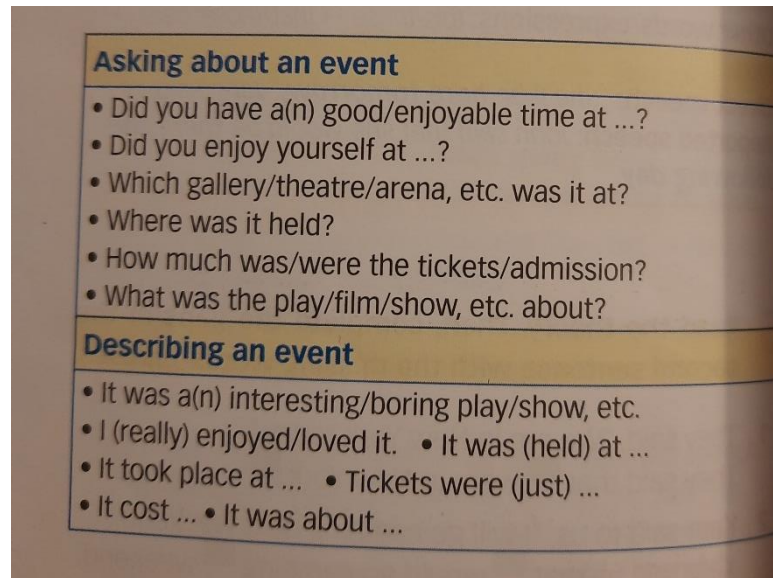 Asking about an event
• Did you have a(n) good/enjoyable time at ...?
• Did you enjoy yourself at ...?
• Which gallery/theatre/arena, etc. was it at?
• Where was it held?
• How much was/were the tickets/admission?
• What was the play/film/show, etc. about?
Describing an event
• It was a(n) interesting/boring play/show, etc.
• I (really) enjoyed/loved it. • It was (held) at ...
• It took place at ... • Tickets were (just) ...
• It cost ... • It was about ...